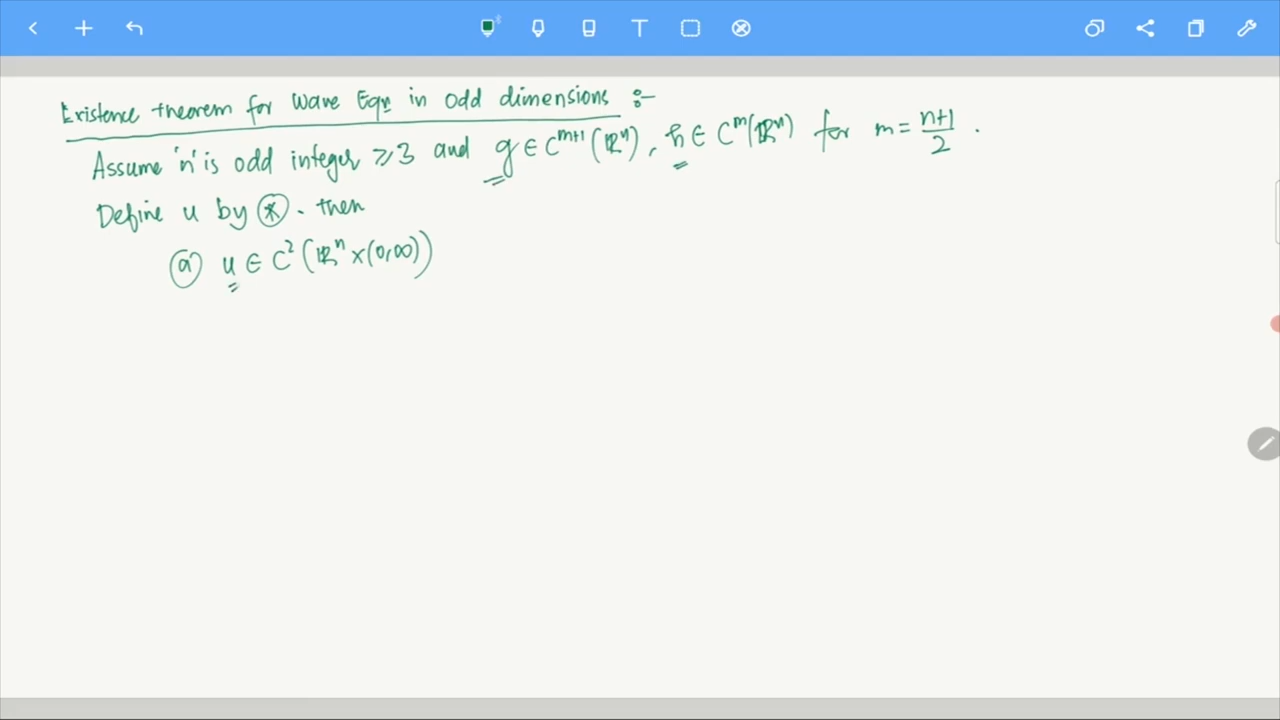 Existence theorem for Wave Eqn in odd dimensions :-
Assume 'n' is odd integer ≥ 3 and g ∈ C^{m+1}(ℝ^n), h ∈ C^m(ℝ^n) for m = \frac{n+1}{2}.
Define u by ⊛. then
ⓐ u ∈ C^2(ℝ^n × (0,∞))